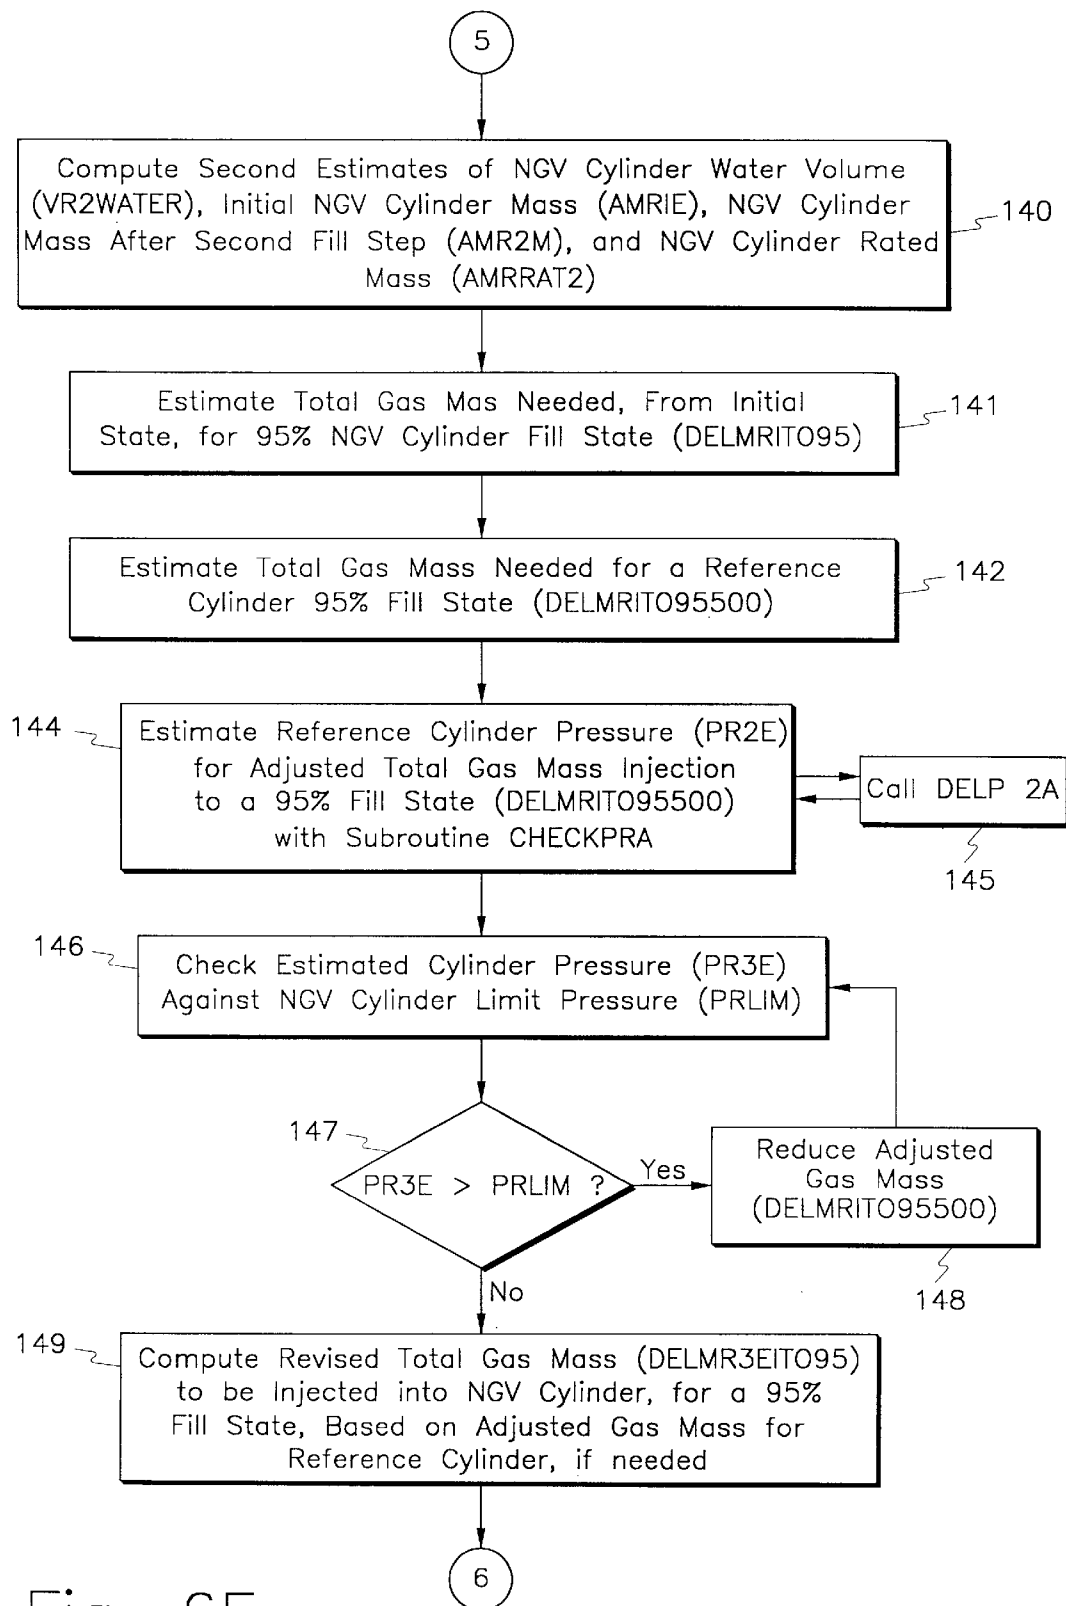 5
Compute Second Estimates of NGV Cylinder Water Volume
(VR2WATER), Initial NGV Cylinder Mass (AMRIE), NGV Cylinder
Mass After Second Fill Step (AMR2M), and NGV Cylinder Rated
Mass (AMRRAT2)
140
Estimate Total Gas Mas Needed, From Initial
State, for 95% NGV Cylinder Fill State (DELMRITO95)
141
Estimate Total Gas Mass Needed for a Reference
Cylinder 95% Fill State (DELMRITO95500)
142
144
Estimate Reference Cylinder Pressure (PR2E)
for Adjusted Total Gas Mass Injection
to a 95% Fill State (DELMRITO95500)
with Subroutine CHECKPRA
Call DELP 2A
145
146
Check Estimated Cylinder Pressure (PR3E)
Against NGV Cylinder Limit Pressure (PRLIM)
147
PR3E > PRLIM ?
Yes
Reduce Adjusted
Gas Mass
(DELMRITO95500)
148
No
149
Compute Revised Total Gas Mass (DELMR3EITO95)
to be Injected into NGV Cylinder, for a 95%
Fill State, Based on Adjusted Gas Mass for
Reference Cylinder, if needed
6